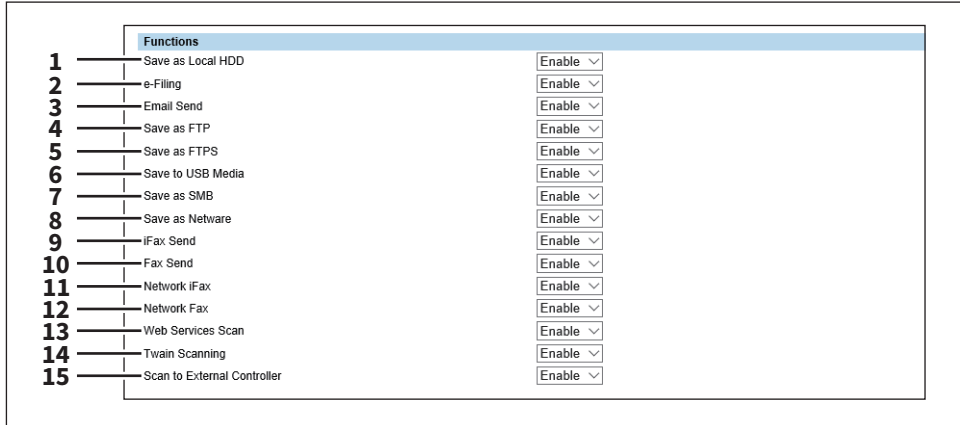 Functions
1 Save as Local HDD Enable
2 e-Filing Enable
3 Email Send Enable
4 Save as FTP Enable
5 Save as FTPS Enable
6 Save to USB Media Enable
7 Save as SMB Enable
8 Save as Netware Enable
9 iFax Send Enable
10 Fax Send Enable
11 Network iFax Enable
12 Network Fax Enable
13 Web Services Scan Enable
14 Twain Scanning Enable
15 Scan to External Controller Enable